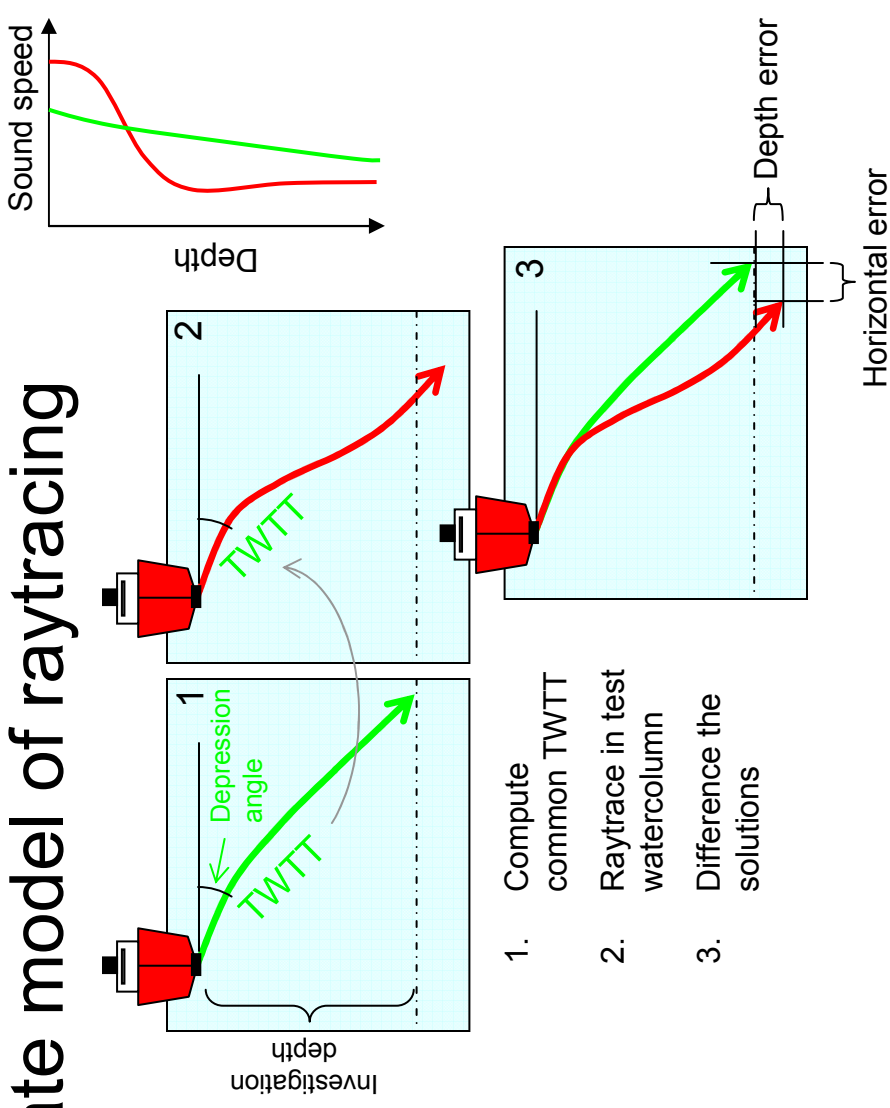 ate model of raytracing
Sound speed
Depth
1
Depression
angle
TWTT
Investigation
depth
2
TWTT
3
Depth error
Horizontal error
1. Compute
common TWTT
2. Raytrace in test
watercolumn
3. Difference the
solutions